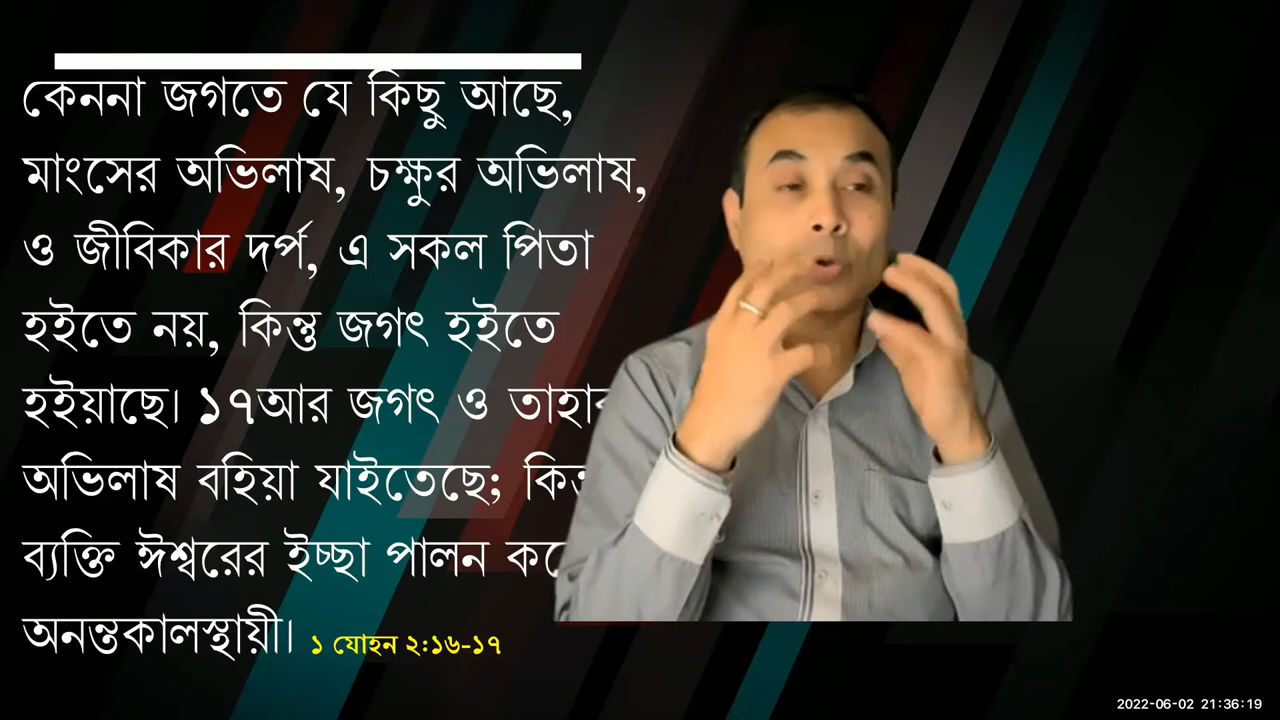 কেননা জগতে যে কিছু আছে,
মাংসের অভিলাষ, চক্ষুর অভিলাষ,
ও জীবিকার দর্প, এ সকল পিতা
হইতে নয়, কিন্তু জগৎ হইতে
হইয়াছে। ১৭আর জগৎ ও
অভিলাষ বহিয়া যাইতেছে;
ব্যক্তি ঈশ্বরের ইচ্ছা পালন
অনন্তকালস্থায়ী। ১ যোহন ২:১৬-১৭
2022-06-02 21:36:19